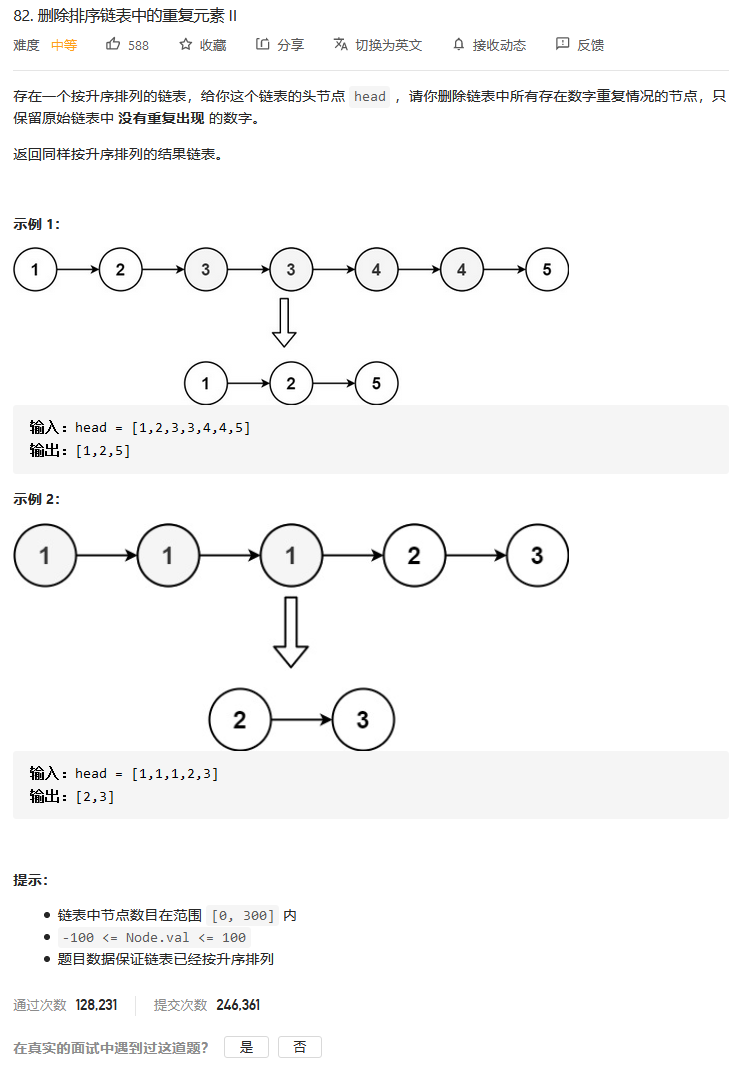 82. 删除排序链表中的重复元素 II
难度 中等 588 收藏 分享 切换为英文 接收动态 反馈
存在一个按升序排列的链表，给你这个链表的头节点 head ，请你删除链表中所有存在数字重复情况的节点，只
保留原始链表中 没有重复出现 的数字。
返回同样按升序排列的结果链表。
示例 1：
1 2 3 3 4 4 5
1 2 5
输入：head = [1,2,3,3,4,4,5]
输出：[1,2,5]
示例 2：
1 1 1 2 3
2 3
输入：head = [1,1,1,2,3]
输出：[2,3]
提示：
链表中节点数目在范围 [0, 300] 内
-100 <= Node.val <= 100
题目数据保证链表已经按升序排列
通过次数 128,231 提交次数 246,361
在真实的面试中遇到过这道题？ 是 否